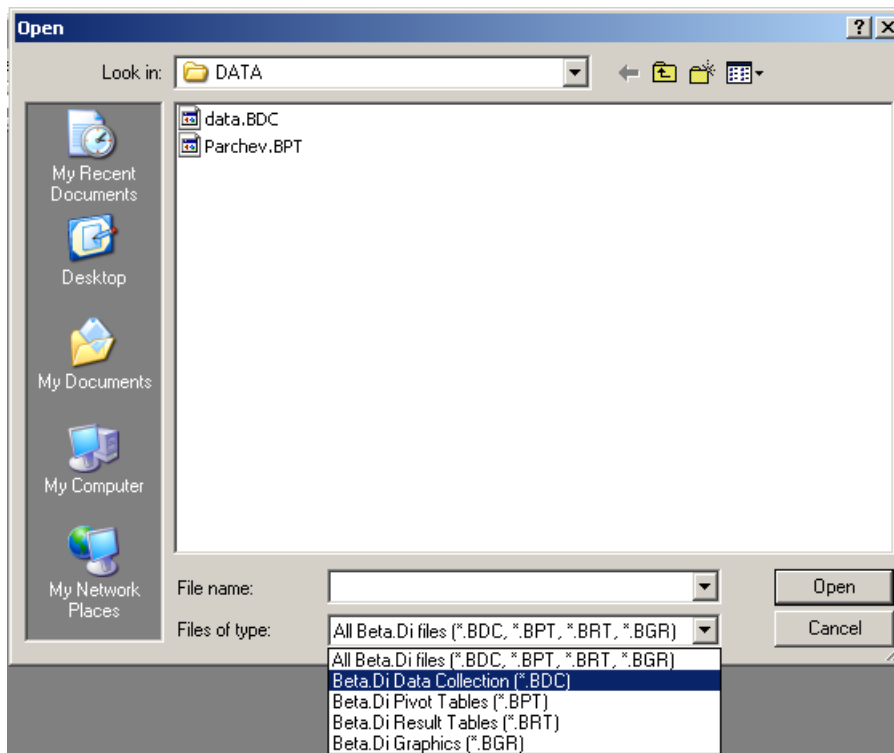 Open
Look in:
DATA
data.BDC
Parchev.BPT
My Recent
Documents
Desktop
My Documents
My Computer
My Network
Places
File name:
Open
Files of type:
All Beta.Di files (*.BDC, *.BPT, *.BRT, *.BGR)
Cancel
All Beta.Di files (*.BDC, *.BPT, *.BRT, *.BGR)
Beta.Di Data Collection (*.BDC)
Beta.Di Pivot Tables (*.BPT)
Beta.Di Result Tables (*.BRT)
Beta.Di Graphics (*.BGR)